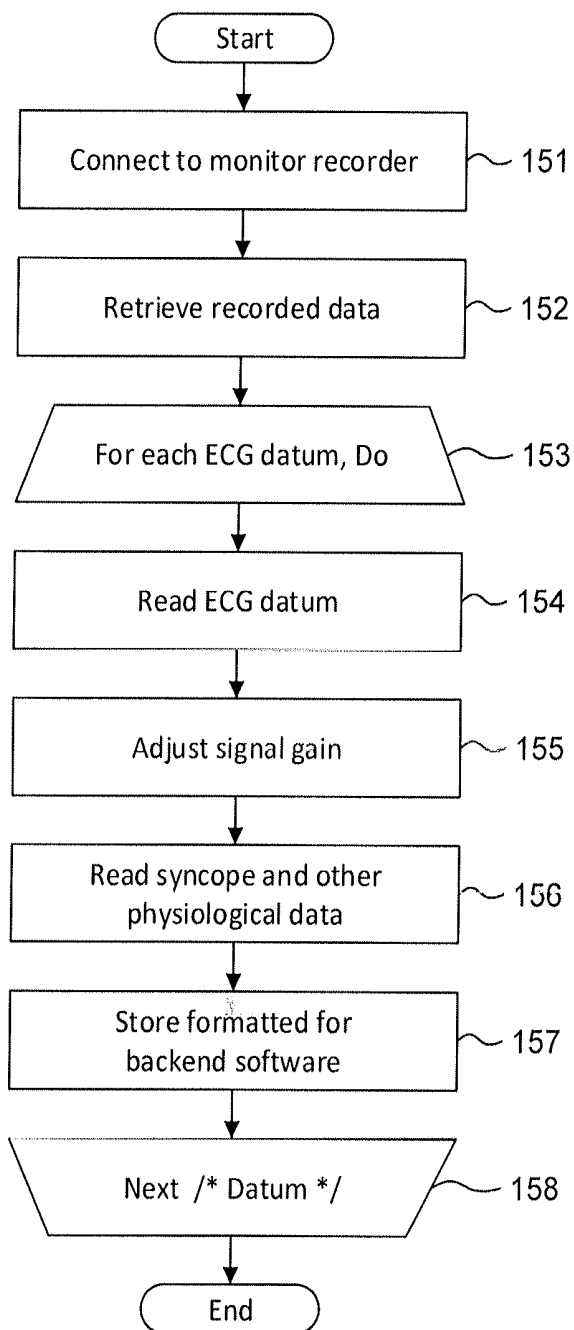 Start
Connect to monitor recorder
151
Retrieve recorded data
152
For each ECG datum, Do
153
Read ECG datum
154
Adjust signal gain
155
Read syncope and other
physiological data
156
Store formatted for
backend software
157
Next /* Datum */
158
End